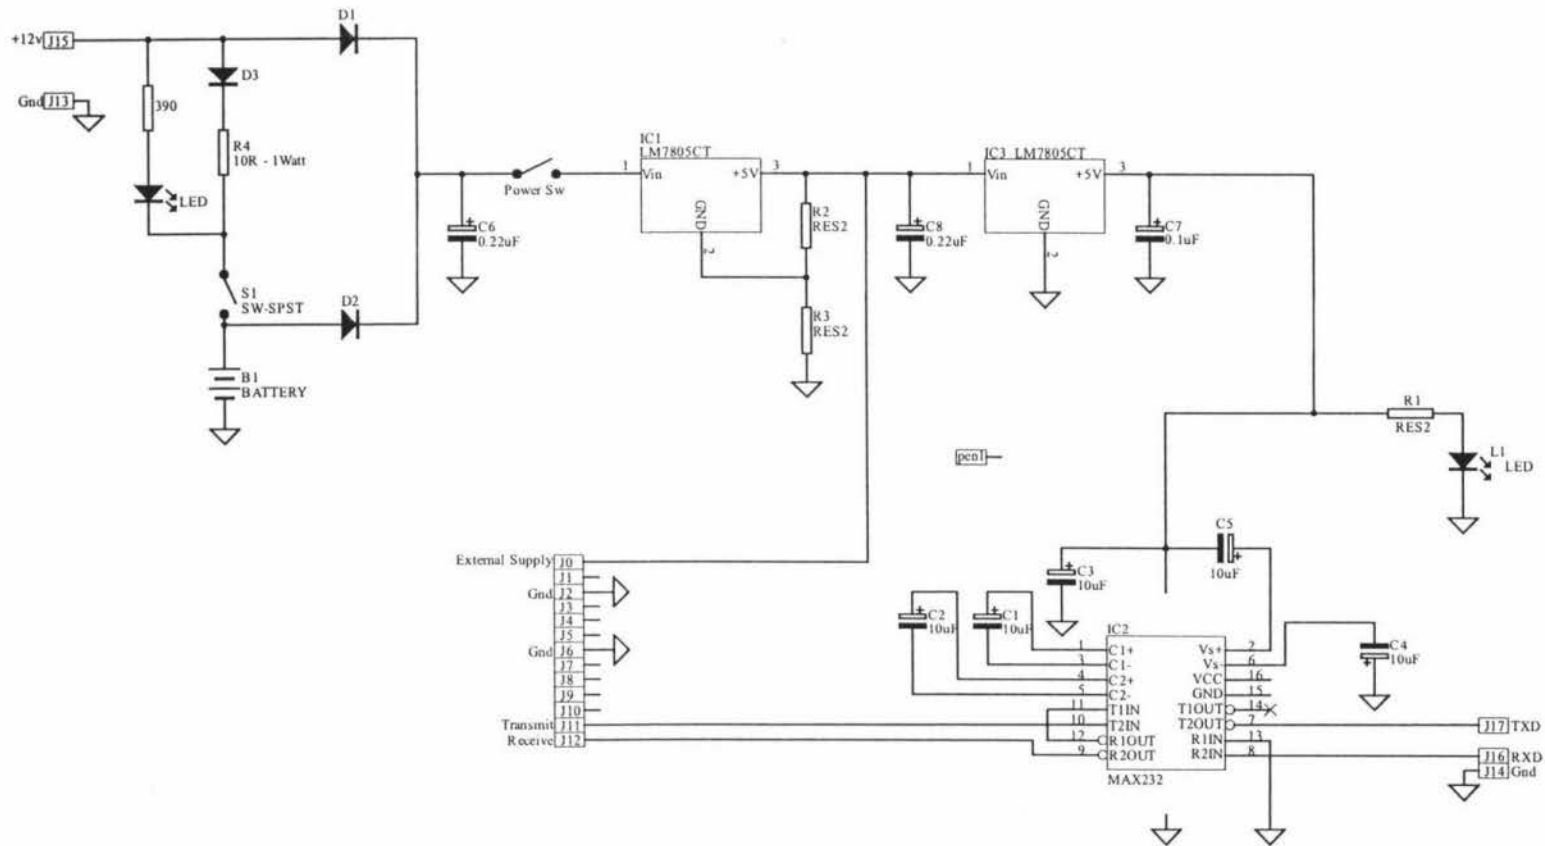 D1
+12v J15
D3
Gnd J13
390
R4
10R - 1Watt
LED
S1
SW-SPST
D2
B1
BATTERY
C6
0.22uF
Power Sw
IC1
LM7805CT
1 Vin +5V 3
GND
2
R2
RES2
R3
RES2
C8
0.22uF
IC3 LM7805CT
1 Vin +5V 3
GND
2
C7
0.1uF
R1
RES2
L1
LED
C5
10uF
External Supply J0
J1
Gnd J2
J3
J4
J5
Gnd J6
J7
J8
J9
J10
Transmit J11
Receive J12
C3
10uF
C2
10uF
C1
10uF
C4
10uF
IC2
1 C1+ Vs+ 2
3 C1- Vs- 6
4 C2+ VCC 16
5 C2- GND 15
11 T1IN T1OUT 14
10 T2IN T2OUT 7
12 R1OUT R1IN 13
9 R2OUT R2IN 8
MAX232
J17 TXD
J16 RXD
J14 Gnd